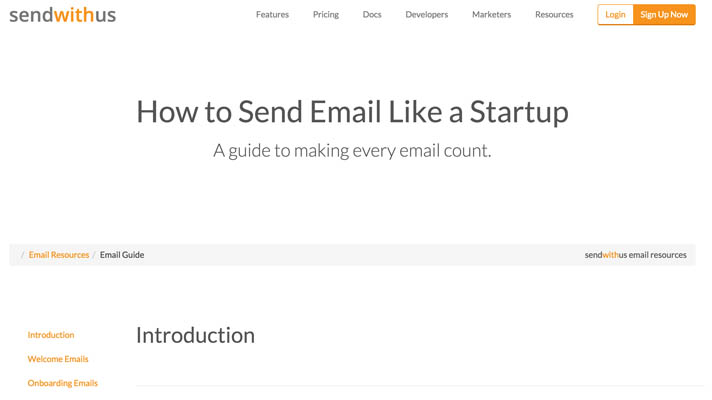 sendwithus
Features Pricing Docs Developers Marketers Resources Login Sign Up Now
How to Send Email Like a Startup
A guide to making every email count.
/ Email Resources / Email Guide sendwithus email resources
Introduction
Welcome Emails
Onboarding Emails
Introduction